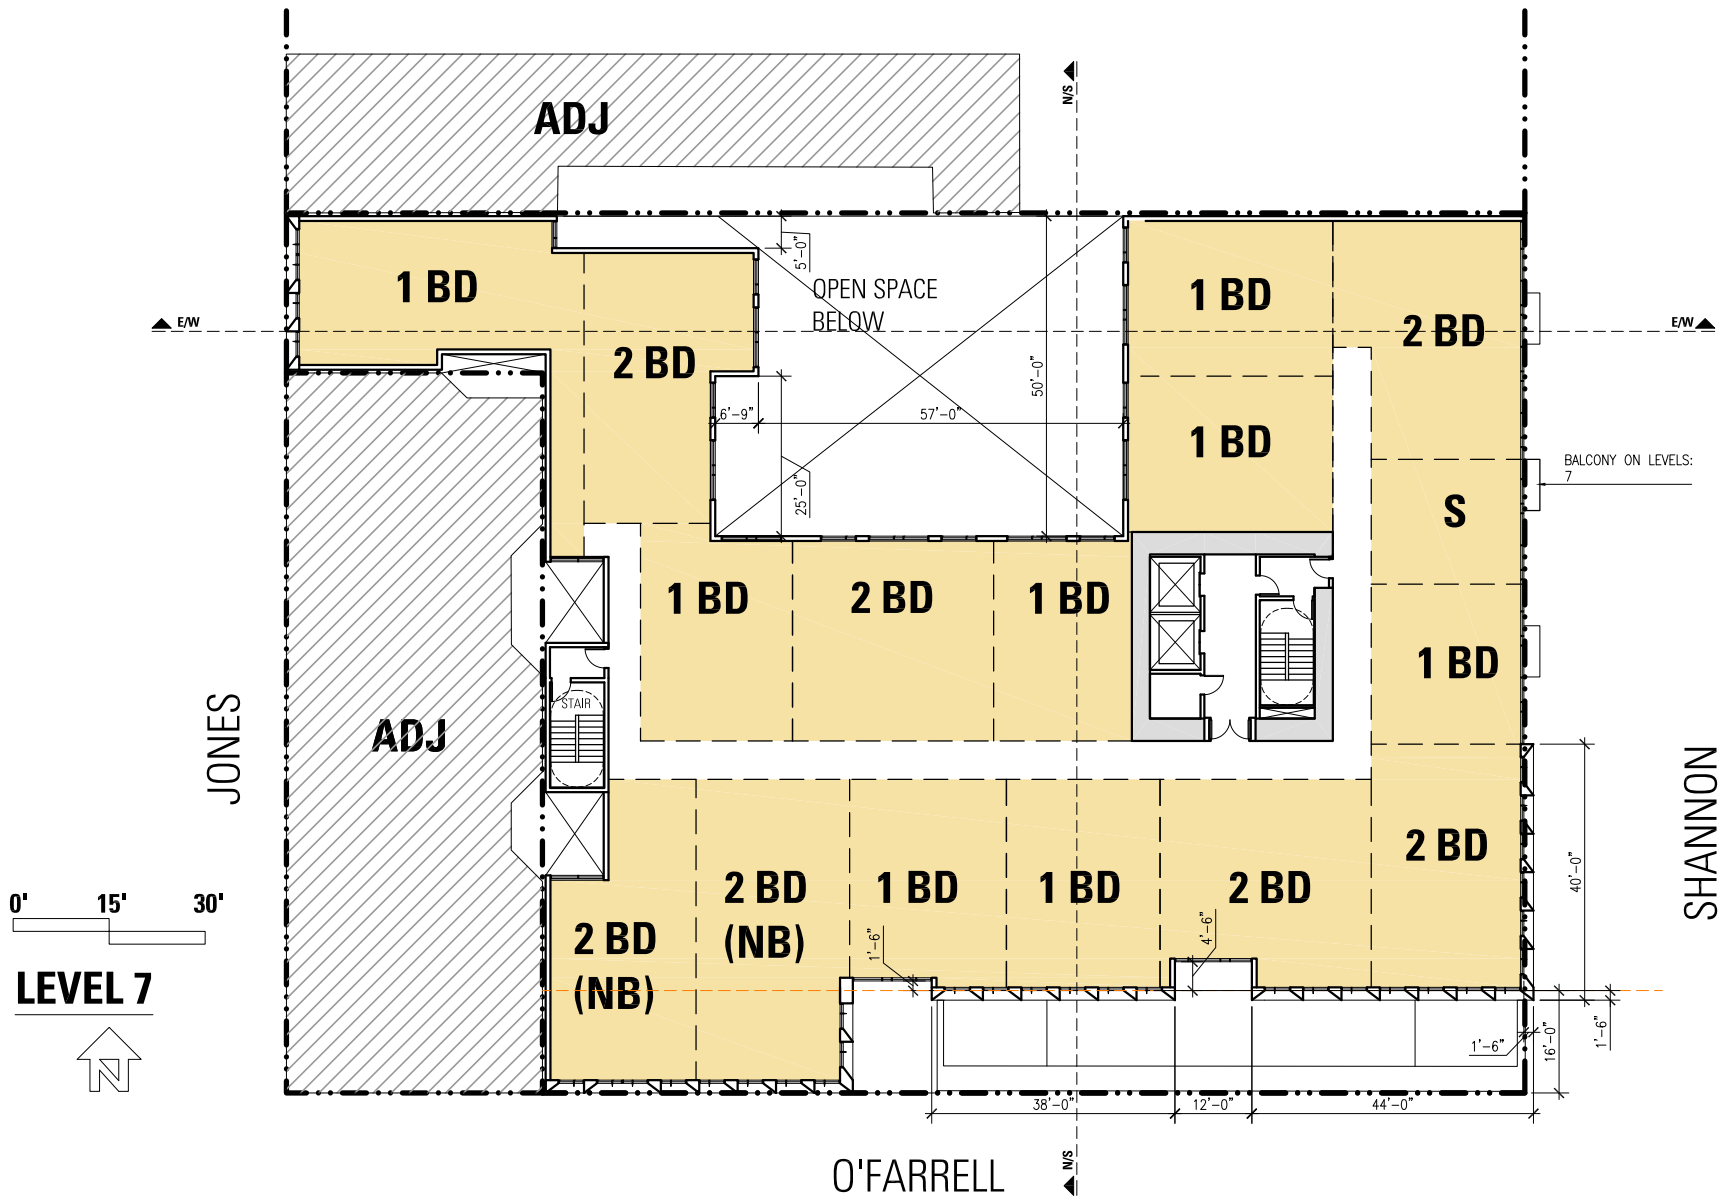 ADJ
N/S
5'-0"
OPEN SPACE
BELOW
1 BD
1 BD
2 BD
E/W
E/W
2 BD
6'-9"
57'-0"
50'-0"
1 BD
BALCONY ON LEVELS:
7
25'-0"
S
1 BD
2 BD
1 BD
1 BD
STAIR
ADJ
JONES
SHANNON
2 BD
2 BD
(NB)
1 BD
1 BD
2 BD
40'-0"
0' 15' 30'
2 BD
(NB)
1'-6"
4'-6"
LEVEL 7
N
1'-6"
16'-0"
1'-6"
38'-0"
12'-0"
44'-0"
O'FARRELL
N/S